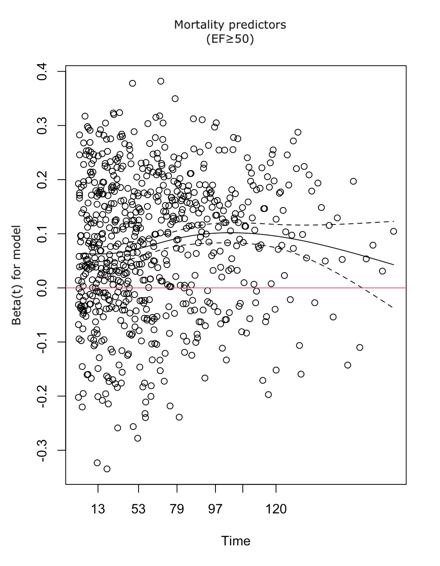 Mortality predictors
(EF≥50)
0.4
0.3
0.2
0.1
0.0
-0.1
-0.2
-0.3
Beta(t) for model
13 53 79 97 120
Time